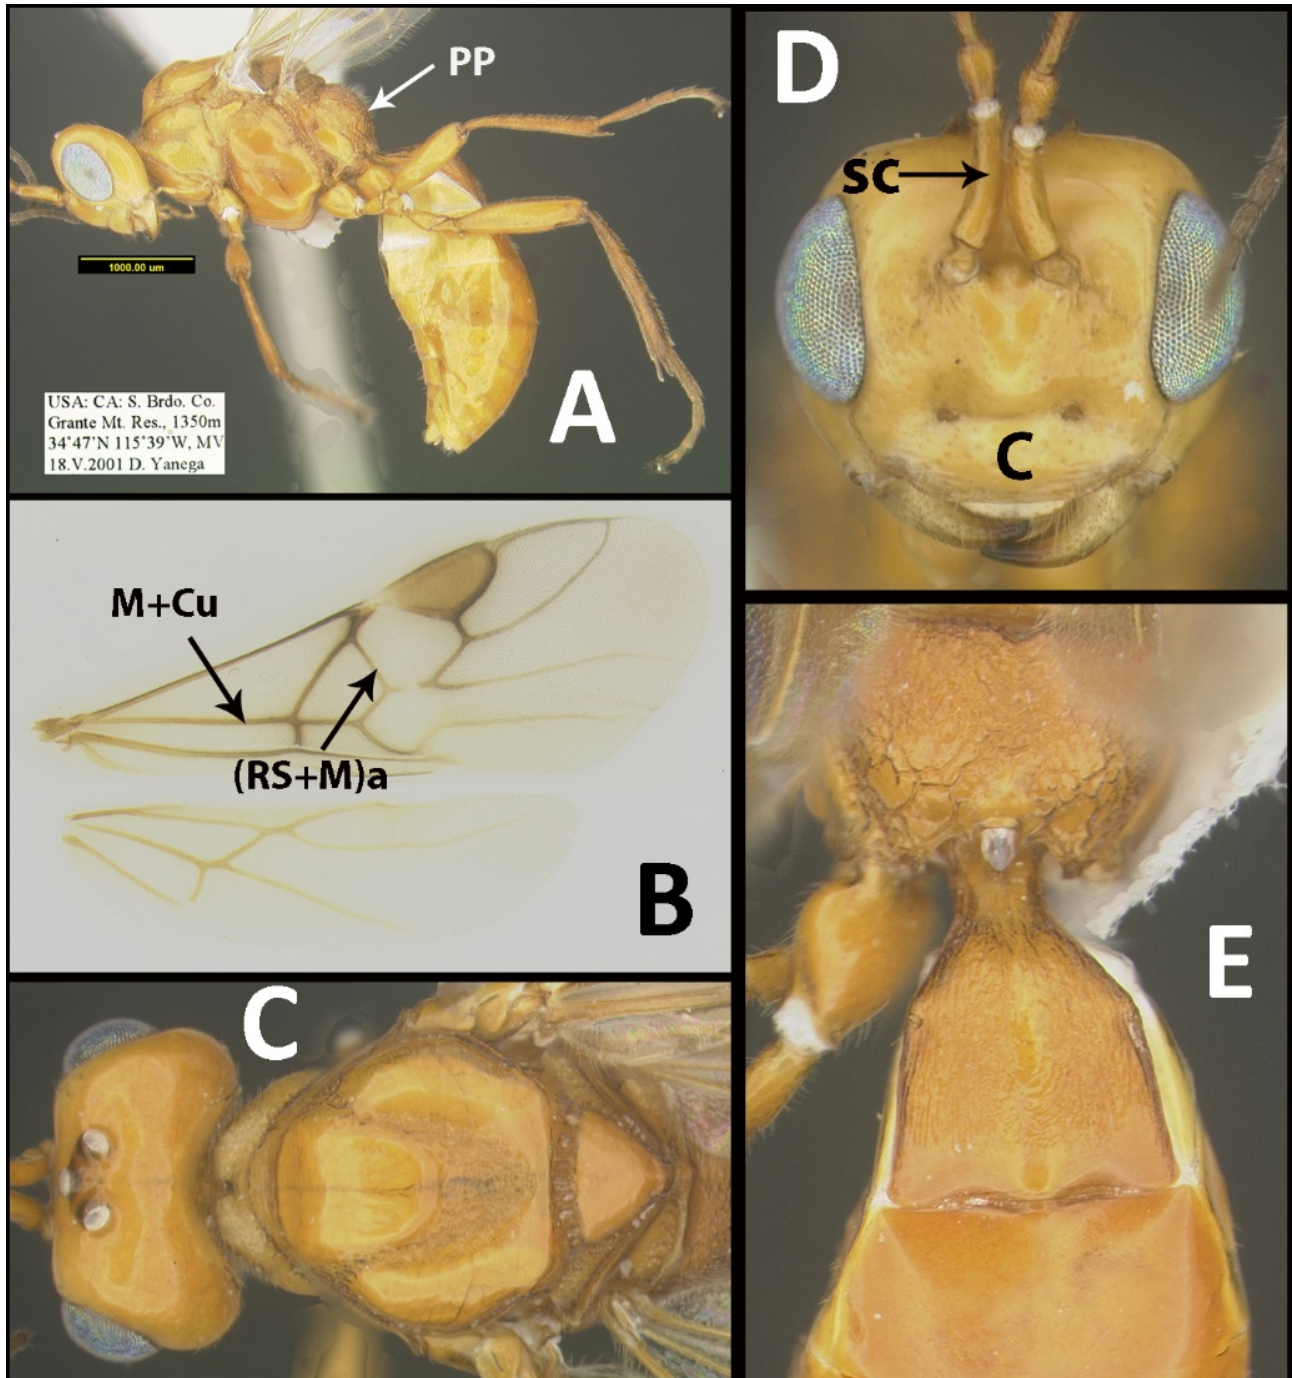 PP
1000.00 um
USA: CA: S. Brdo. Co.
Grante Mt. Res., 1350m
34°47'N 115°39'W, MV
18.V.2001 D. Yanega
A
M+Cu
(RS+M)a
B
C
D
SC
C
E